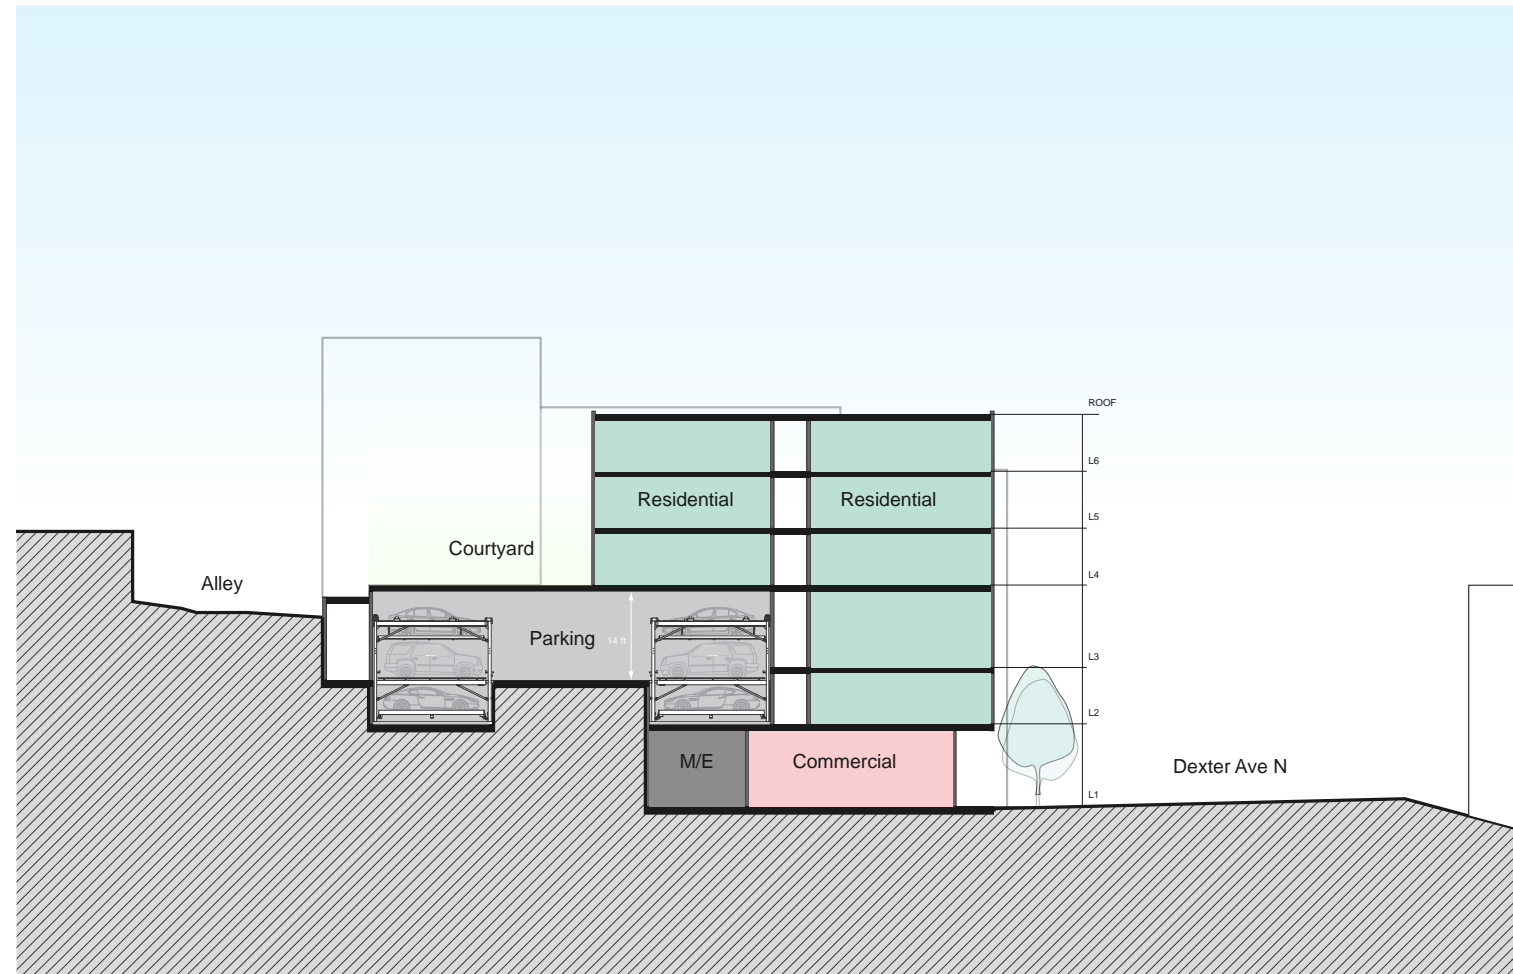 ROOF
L6
Residential Residential
L5
Courtyard
L4
Alley
Parking 14 ft
L3
L2
M/E Commercial
Dexter Ave N
L1